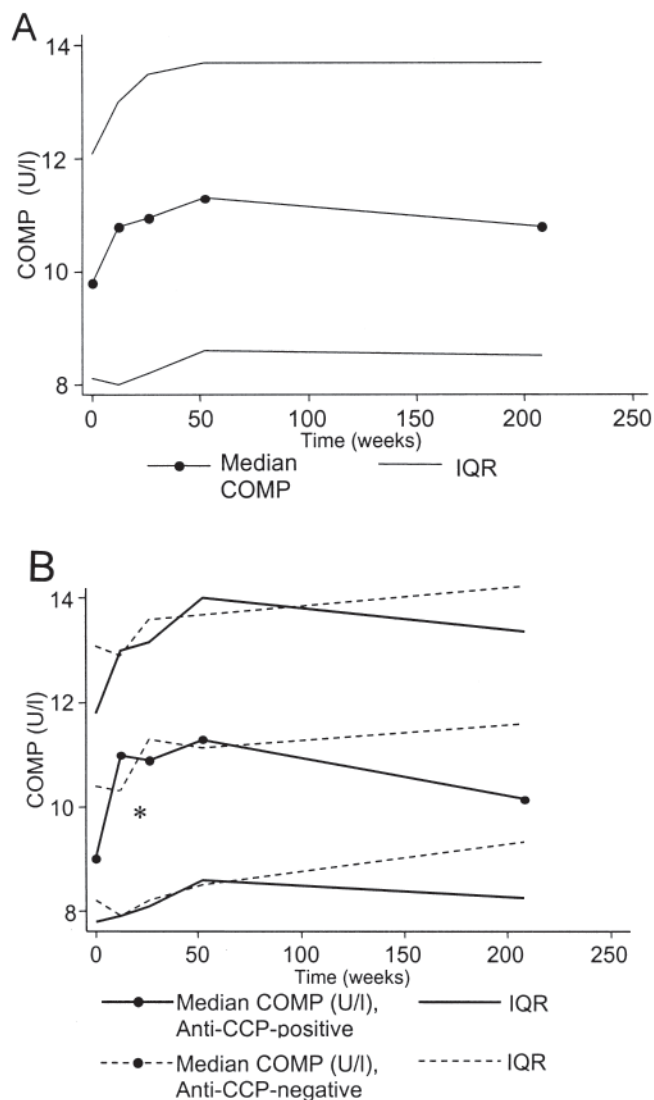 A
14
12
10
8
COMP (U/l)
0 50 100 150 200 250
Time (weeks)
Median IQR
COMP
B
14
12
10
8
COMP (U/l)
*
0 50 100 150 200 250
Time (weeks)
Median COMP (U/l), IQR
Anti-CCP-positive
Median COMP (U/l), IQR
Anti-CCP-negative